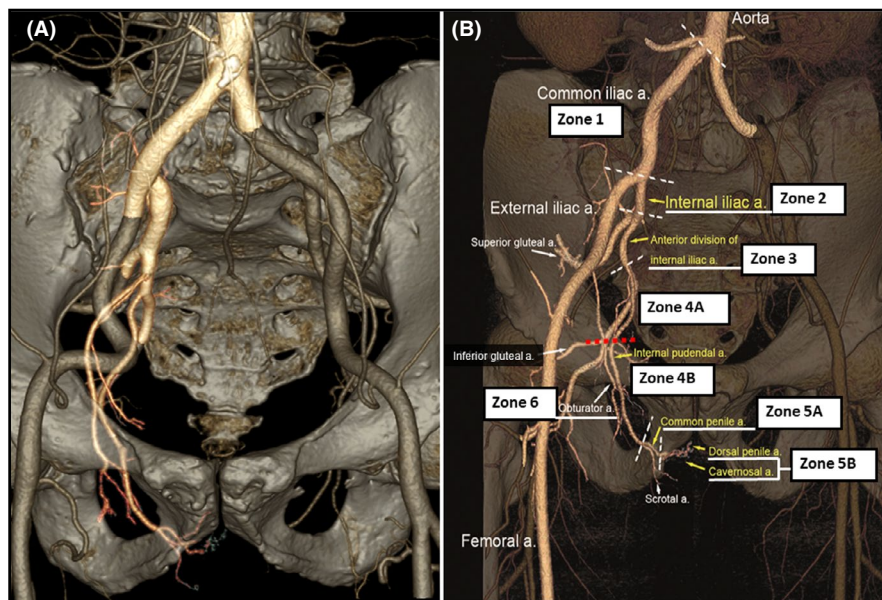 (A)
(B)
Aorta
Common iliac a.
Zone 1
Internal iliac a.
Zone 2
External iliac a.
Superior gluteal a.
Anterior division of
internal iliac a.
Zone 3
Zone 4A
Inferior gluteal a.
Internal pudendal a.
Zone 4B
Zone 6
Obturator a.
Common penile a.
Zone 5A
Dorsal penile a.
Cavernosal a.
Zone 5B
Scrotal a.
Femoral a.